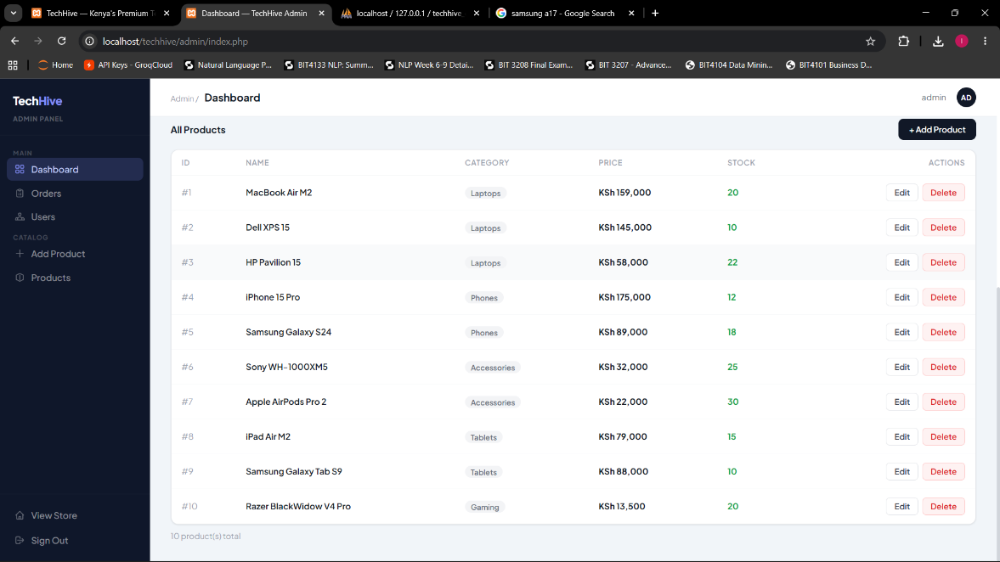 TechHive — Kenya's Premium T
Dashboard — TechHive Admin
localhost / 127.0.0.1 / techhive_
samsung a17 - Google Search
localhost/techhive/admin/index.php
I
Home
API Keys - GroqCloud
Natural Language P...
BIT4133 NLP: Summ...
NLP Week 6-9 Detai...
BIT 3208 Final Exam...
BIT 3207 - Advance...
BIT4104 Data Minin...
BIT4101 Business D...
TechHive
ADMIN PANEL
MAIN
Dashboard
Orders
Users
CATALOG
Add Product
Products
View Store
Sign Out
Admin / Dashboard
admin AD
All Products
+ Add Product
ID NAME CATEGORY PRICE STOCK ACTIONS
#1 MacBook Air M2 Laptops KSh 159,000 20 Edit Delete
#2 Dell XPS 15 Laptops KSh 145,000 10 Edit Delete
#3 HP Pavilion 15 Laptops KSh 58,000 22 Edit Delete
#4 iPhone 15 Pro Phones KSh 175,000 12 Edit Delete
#5 Samsung Galaxy S24 Phones KSh 89,000 18 Edit Delete
#6 Sony WH-1000XM5 Accessories KSh 32,000 25 Edit Delete
#7 Apple AirPods Pro 2 Accessories KSh 22,000 30 Edit Delete
#8 iPad Air M2 Tablets KSh 79,000 15 Edit Delete
#9 Samsung Galaxy Tab S9 Tablets KSh 88,000 10 Edit Delete
#10 Razer BlackWidow V4 Pro Gaming KSh 13,500 20 Edit Delete
10 product(s) total